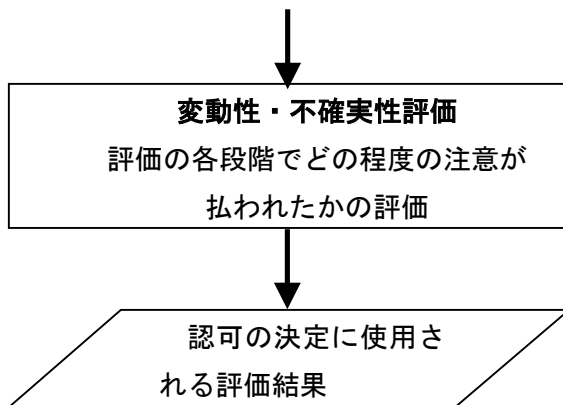 変動性・不確実性評価
評価の各段階でどの程度の注意が
払われたかの評価
認可の決定に使用さ
れる評価結果